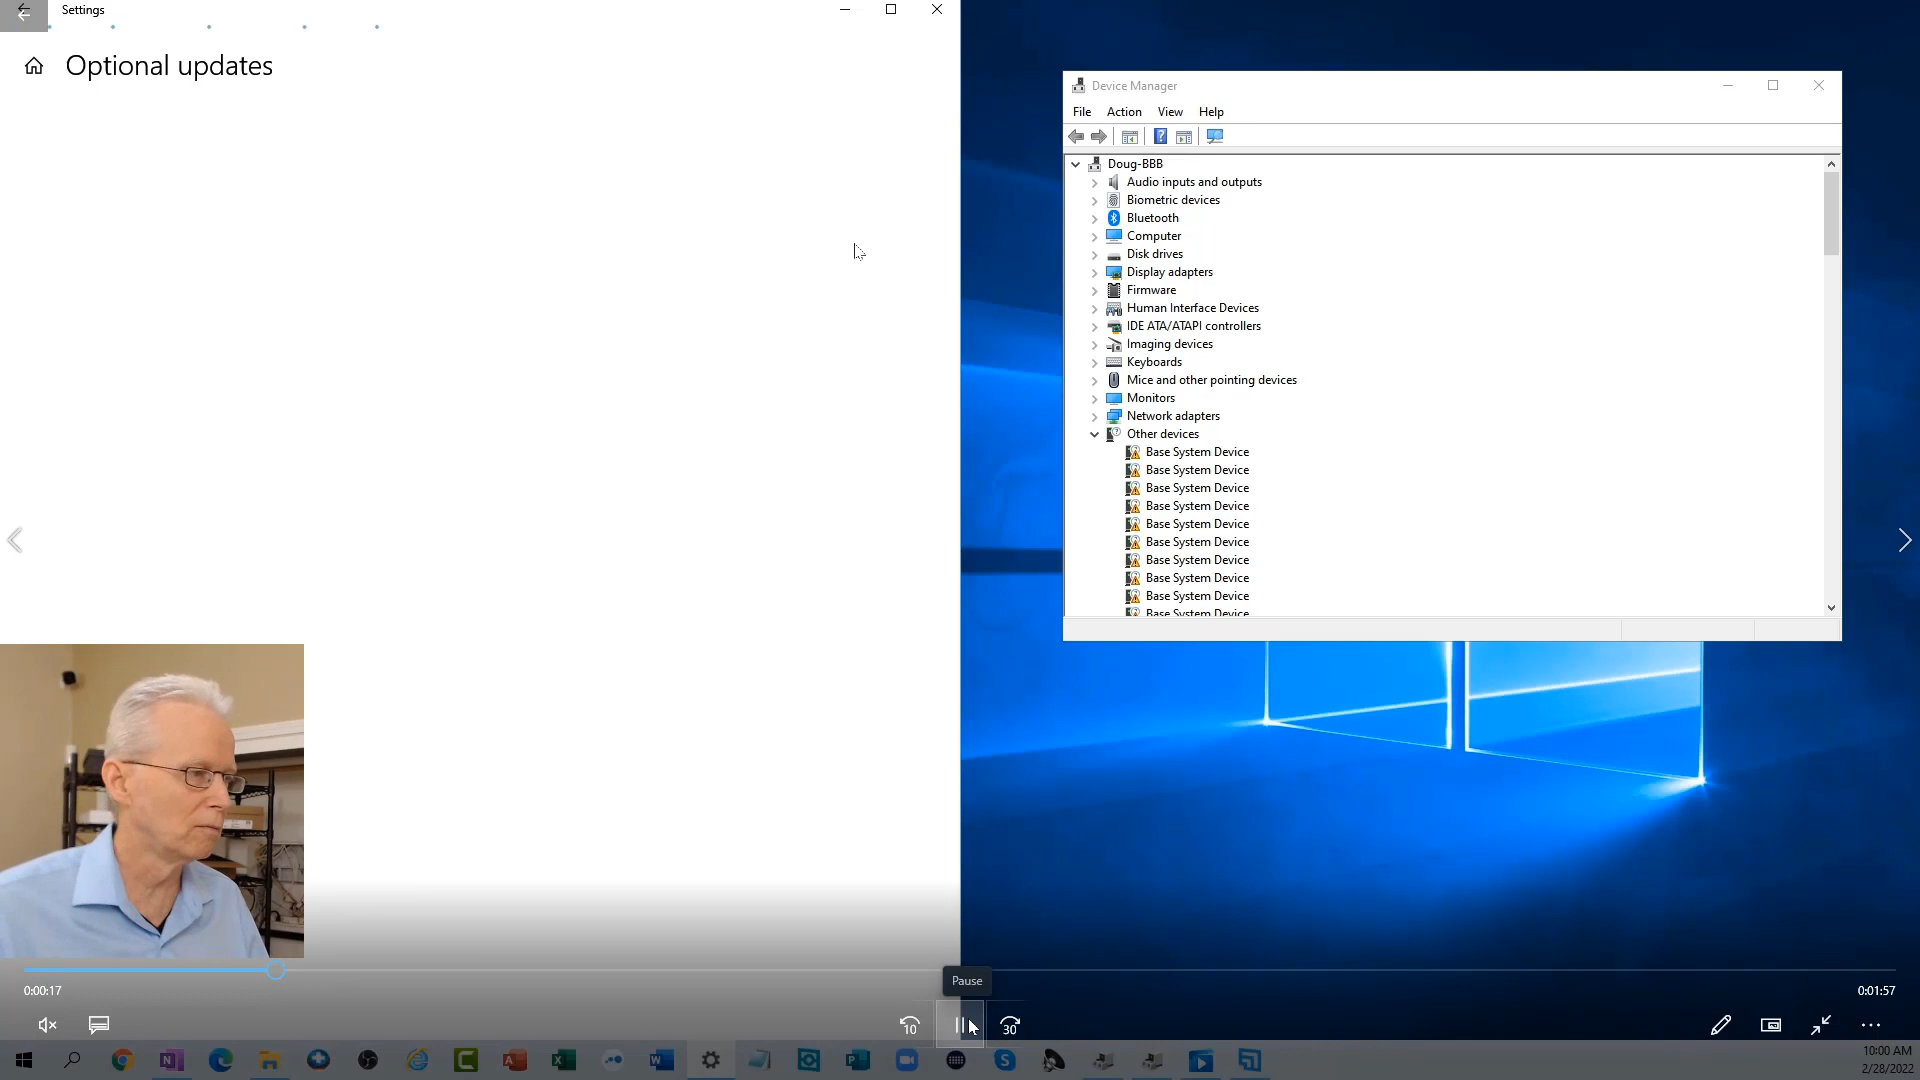 Settings
Optional updates
Device Manager
File Action View Help
Doug-BBB
Audio inputs and outputs
Biometric devices
Bluetooth
Computer
Disk drives
Display adapters
Firmware
Human Interface Devices
IDE ATA/ATAPI controllers
Imaging devices
Keyboards
Mice and other pointing devices
Monitors
Network adapters
Other devices
Base System Device
Base System Device
Base System Device
Base System Device
Base System Device
Base System Device
Base System Device
Base System Device
Base System Device
Base System Device
Pause
0:00:17
0:01:57
10
30
10:00 AM
2/28/2022